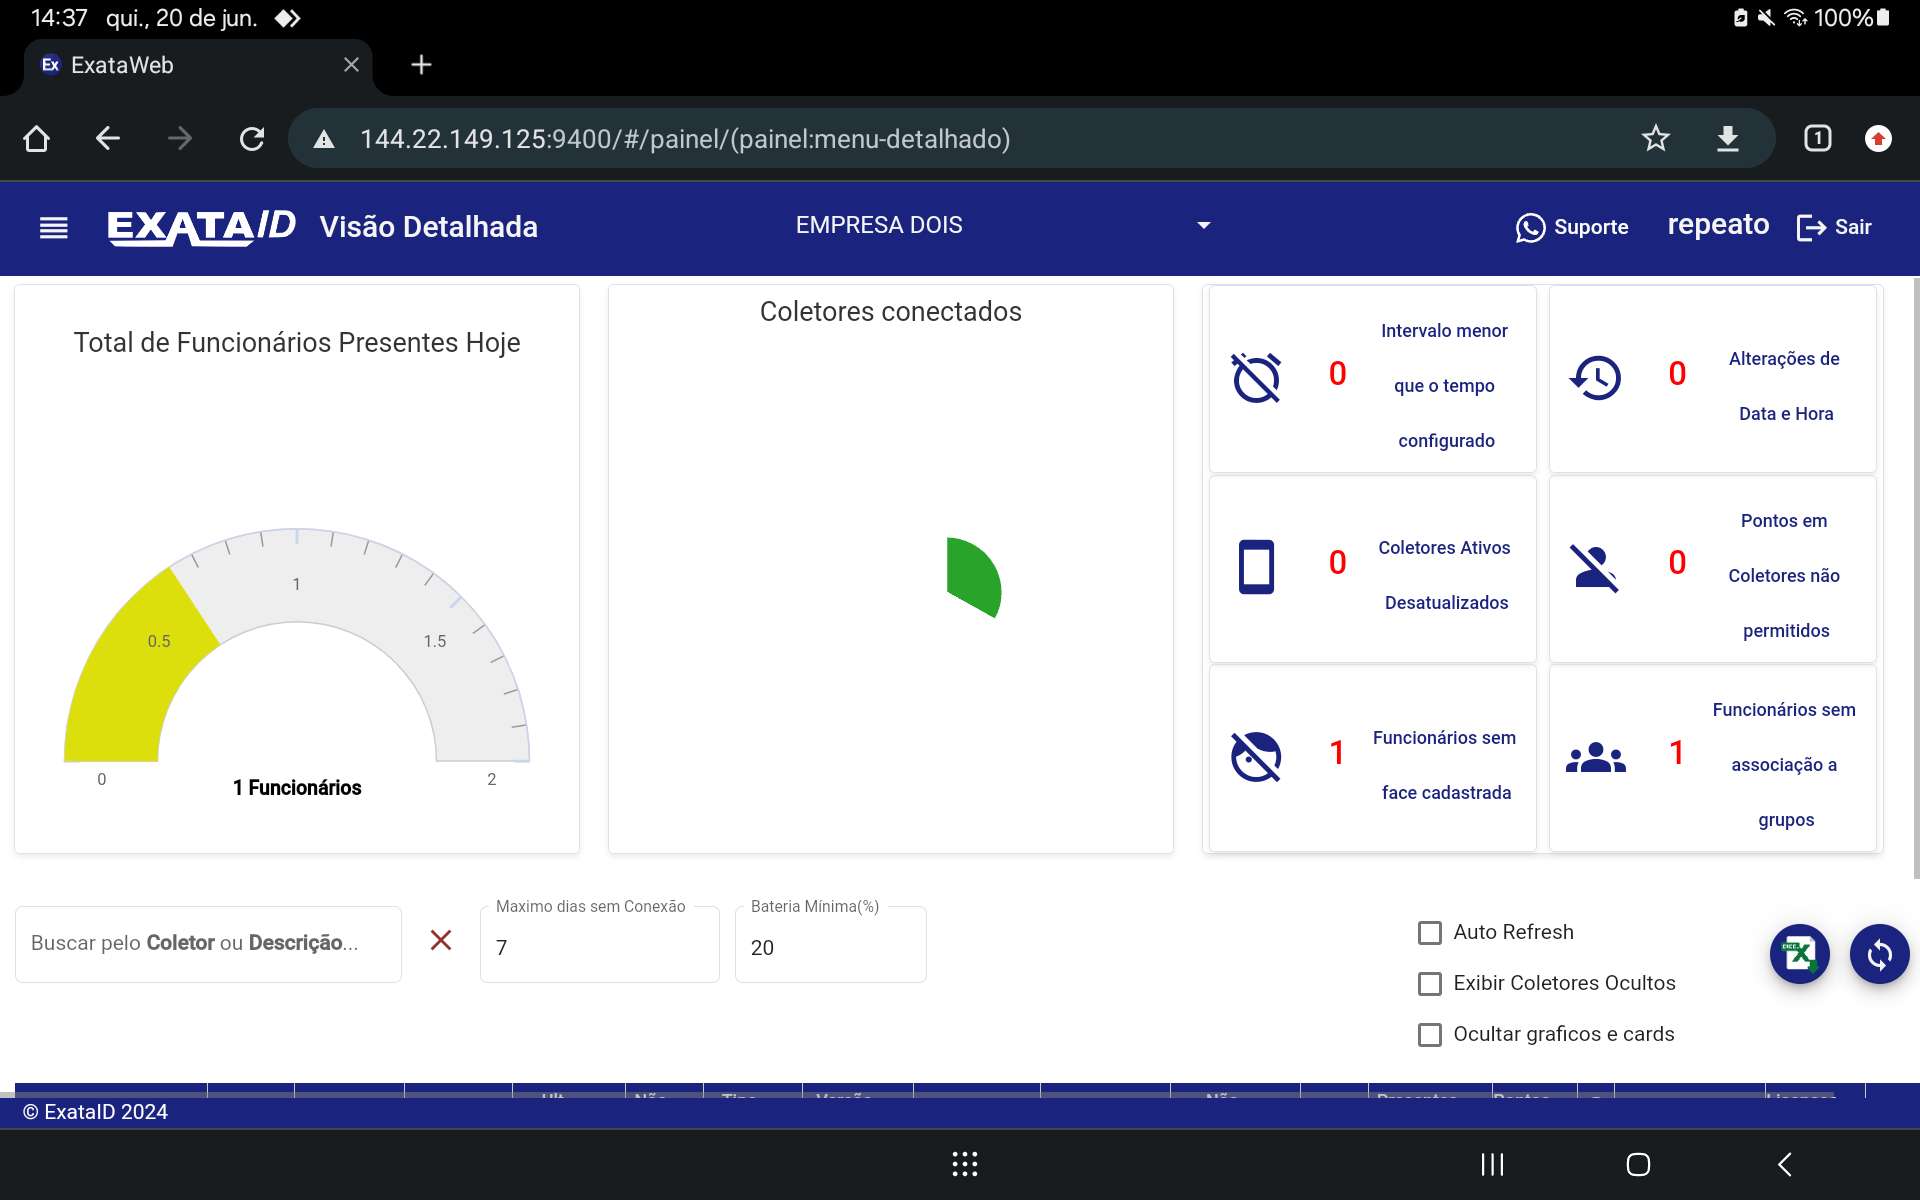 14:37 qui., 20 de jun.
100%
Ex ExataWeb
144.22.149.125:9400/#/painel/(painel:menu-detalhado)
1
EXATA ID Visão Detalhada
EMPRESA DOIS
Suporte
repeato
Sair
Total de Funcionários Presentes Hoje
0
0.5
1
1.5
2
1 Funcionários
Coletores conectados
0
Intervalo menor
que o tempo
configurado
0
Alterações de
Data e Hora
0
Coletores Ativos
Desatualizados
0
Pontos em
Coletores não
permitidos
1
Funcionários sem
face cadastrada
1
Funcionários sem
associação a
grupos
Buscar pelo Coletor ou Descrição...
Maximo dias sem Conexão
7
Bateria Mínima(%)
20
Auto Refresh
Exibir Coletores Ocultos
Ocultar graficos e cards
© ExataID 2024